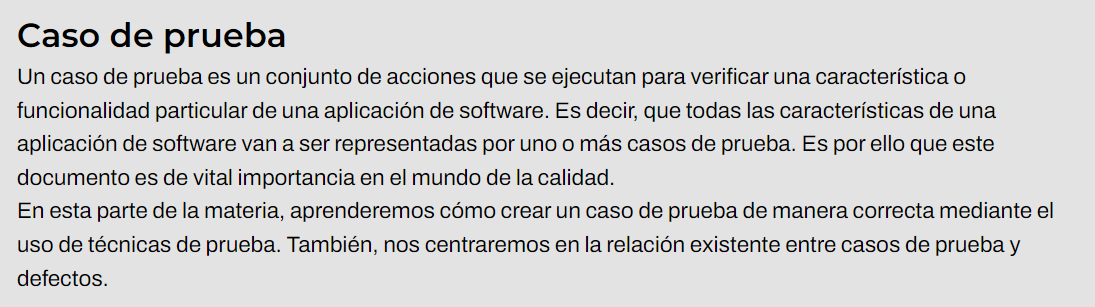 Caso de prueba
Un caso de prueba es un conjunto de acciones que se ejecutan para verificar una característica o
funcionalidad particular de una aplicación de software. Es decir, que todas las características de una
aplicación de software van a ser representadas por uno o más casos de prueba. Es por ello que este
documento es de vital importancia en el mundo de la calidad.
En esta parte de la materia, aprenderemos cómo crear un caso de prueba de manera correcta mediante el
uso de técnicas de prueba. También, nos centraremos en la relación existente entre casos de prueba y
defectos.